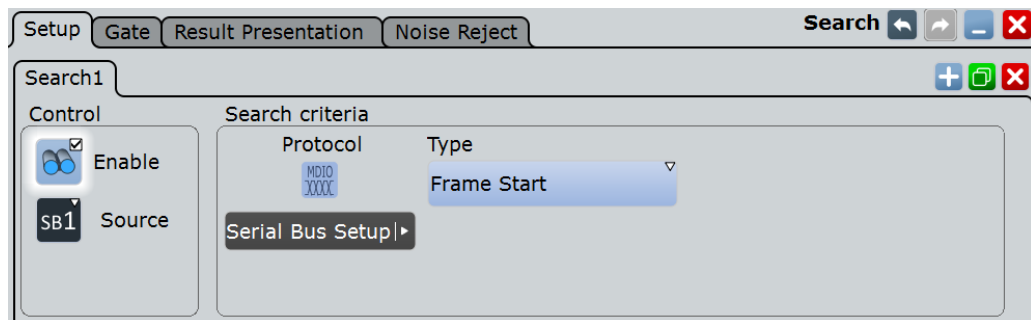 Setup Gate Result Presentation Noise Reject Search
Search1
Control Search criteria
Protocol Type
MDIO
XXXX
Enable
Frame Start
SB1 Source
Serial Bus Setup